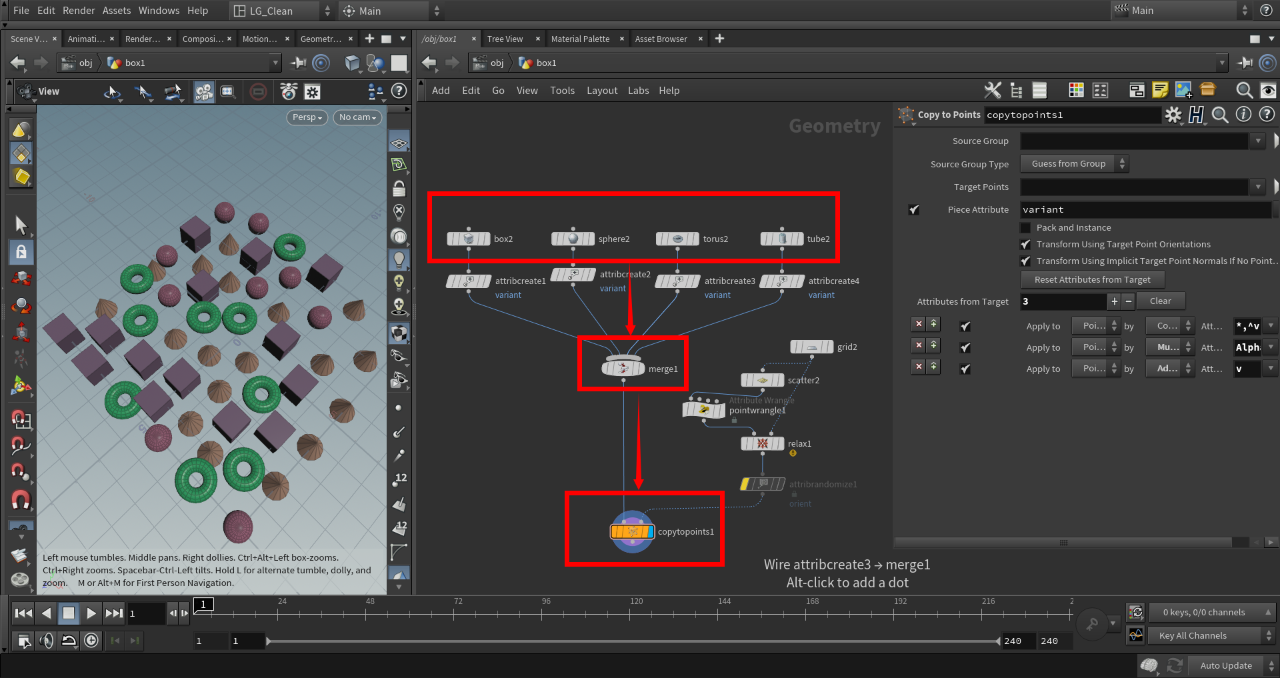 File Edit Render Assets Windows Help LG_Clean Main Main
Scene V... Animati... Render... Composi... Motion... Geometr...
/obj/box1 Tree View Material Palette Asset Browser
obj box1
obj box1
View
Add Edit Go View Tools Layout Labs Help
Persp No cam
Geometry
Copy to Points copytopoints1
Source Group
Source Group Type Guess from Group
Target Points
Piece Attribute variant
Pack and Instance
Transform Using Target Point Orientations
Transform Using Implicit Target Point Normals If No Point...
Reset Attributes from Target
Attributes from Target 3 + - Clear
Apply to Poi... by Co... Att... *,^v
Apply to Poi... by Mu... Att... Alph
Apply to Poi... by Ad... Att... v
box2
sphere2
torus2
tube2
attribcreate1
variant
attribcreate2
variant
attribcreate3
variant
attribcreate4
variant
merge1
grid2
scatter2
Attribute Wrangle
pointwrangle1
relax1
attribrandomize1
orient
copytopoints1
Wire attribcreate3 → merge1
Alt-click to add a dot
Left mouse tumbles. Middle pans. Right dollies. Ctrl+Alt+Left box-zooms.
Ctrl+Right zooms. Spacebar-Ctrl-Left tilts. Hold L for alternate tumble, dolly, and
zoom. M or Alt+M for First Person Navigation.
12
12
1 1 24 48 72 96 120 144 168 192 216 2
1 1 240 240
0 keys, 0/0 channels
Key All Channels
Auto Update